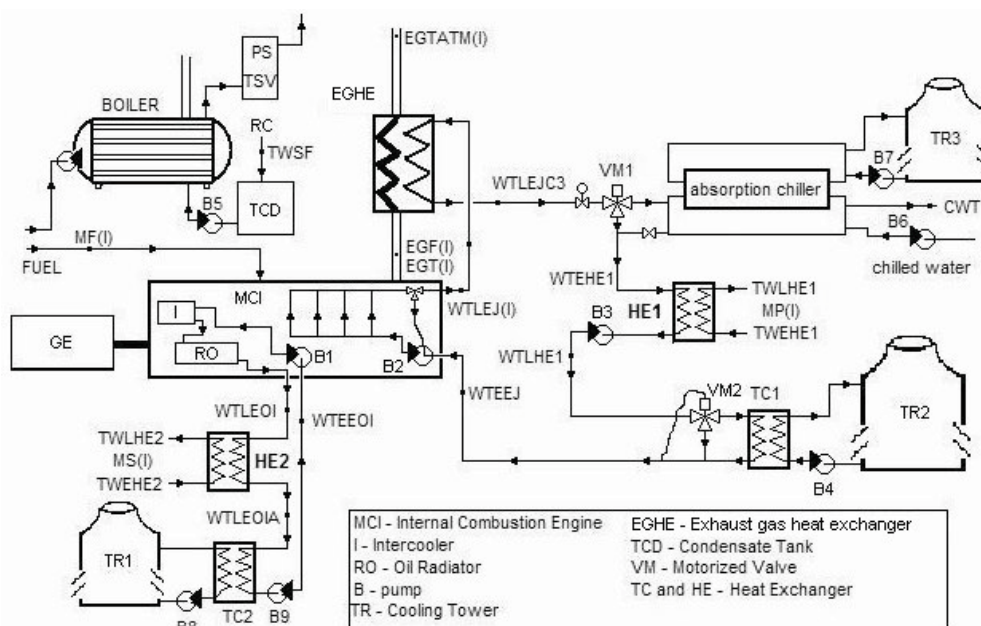 EGTATM(I)
PS
TSV
EGHE
BOILER
RC
TWSF
TR3
B7
VM1
WTLEJC3
absorption chiller
B5
TCD
CWT
B6
MF(I)
EGF(I)
EGT(I)
FUEL
chilled water
WTEHE1
TWLHE1
MCI
WTLEJ(I)
HE1
MP(I)
B3
TWEHE1
I
GE
RO
B1
B2
WTLHE1
VM2
TC1
WTEEJ
TR2
WTLEOI
WTEEOI
TWLHE2
MS(I)
HE2
TWEHE2
B4
WTLEOIA
TR1
TC2
B9
B8
MCI - Internal Combustion Engine
I - Intercooler
RO - Oil Radiator
B - pump
TR - Cooling Tower
EGHE - Exhaust gas heat exchanger
TCD - Condensate Tank
VM - Motorized Valve
TC and HE - Heat Exchanger